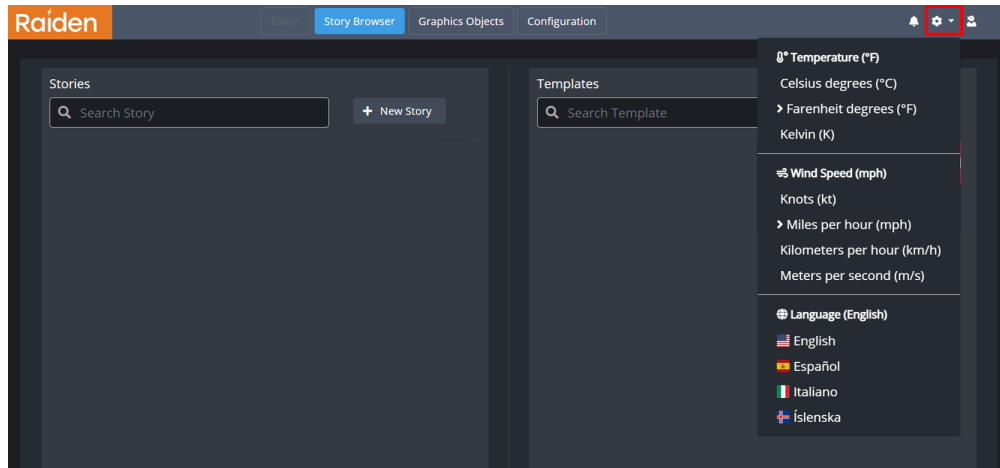 Raiden
Editor Story Browser Graphics Objects Configuration
Stories
Search Story
+ New Story
Templates
Search Template
Temperature (°F)
Celsius degrees (°C)
Farenheit degrees (°F)
Kelvin (K)
Wind Speed (mph)
Knots (kt)
Miles per hour (mph)
Kilometers per hour (km/h)
Meters per second (m/s)
Language (English)
English
Español
Italiano
Íslenska